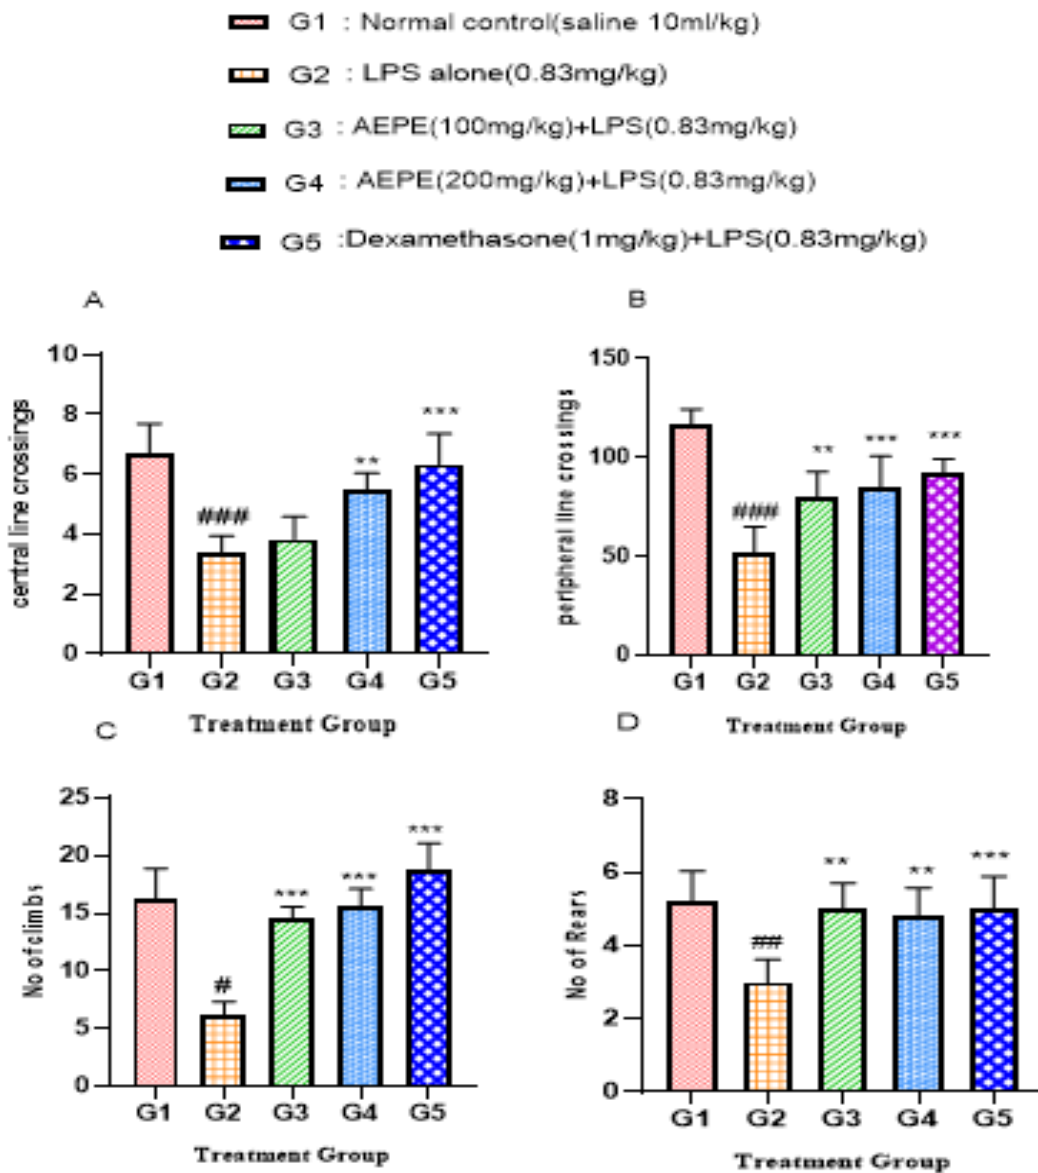 G1 : Normal control(saline 10ml/kg)
G2 : LPS alone(0.83mg/kg)
G3 : AEPE(100mg/kg)+LPS(0.83mg/kg)
G4 : AEPE(200mg/kg)+LPS(0.83mg/kg)
G5 :Dexamethasone(1mg/kg)+LPS(0.83mg/kg)
A
central line crossings
10
8
6
4
2
0
###
**
***
G1 G2 G3 G4 G5
Treatment Group
B
peripheral line crossings
150
100
50
0
###
**
***
***
G1 G2 G3 G4 G5
Treatment Group
C
No of climbs
25
20
15
10
5
0
#
***
***
***
G1 G2 G3 G4 G5
Treatment Group
D
No of Rears
8
6
4
2
0
##
**
**
***
G1 G2 G3 G4 G5
Treatment Group